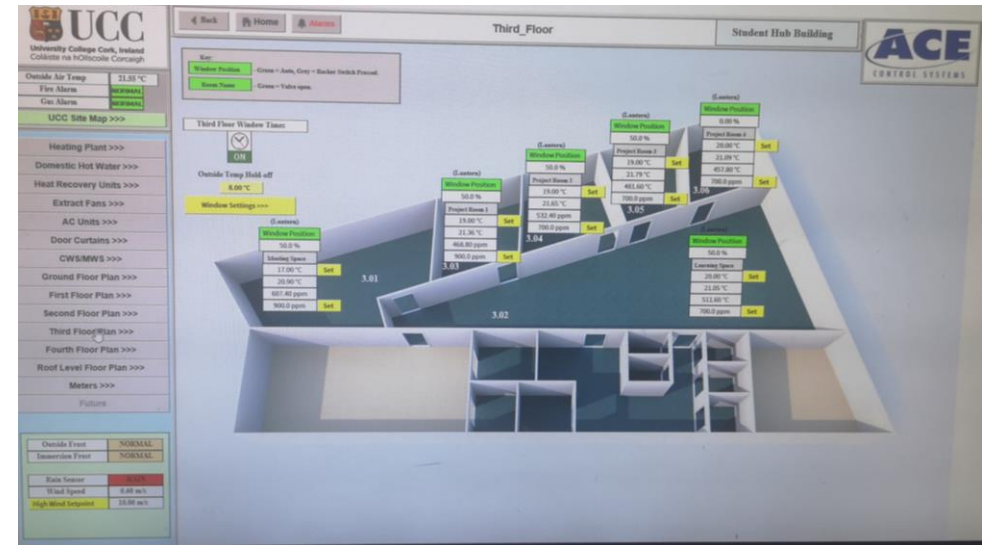 UCC
University College Cork, Ireland
Coláiste na hOllscoile Corcaigh
Back
Home
Alarms
Third_Floor
Student Hub Building
ACE
CONTROL SYSTEMS
Outside Air Temp 21.55 °C
Fire Alarm NORMAL
Gas Alarm NORMAL
UCC Site Map >>>
Heating Plant >>>
Domestic Hot Water >>>
Heat Recovery Units >>>
Extract Fans >>>
AC Units >>>
Door Curtains >>>
CWS/MWS >>>
Ground Floor Plan >>>
First Floor Plan >>>
Second Floor Plan >>>
Third Floor Plan >>>
Fourth Floor Plan >>>
Roof Level Floor Plan >>>
Meters >>>
Future
Outside Frost NORMAL
Immersion Frost NORMAL
Rain Sensor RAIN
Wind Speed 0.00 m/s
High Wind Setpoint 10.00 m/s
Key:
Window Position - Green = Auto, Grey = Rocker Switch Pressed.
Room Name - Green = Valve open.
Third Floor Window Times
ON
Outside Temp Hold off
8.00 °C
Window Settings >>>
(Lantern)
Window Position
50.0 %
Meeting Space
17.00 °C Set
20.90 °C
607.40 ppm
900.0 ppm Set
3.01
(Lantern)
Window Position
50.0 %
Project Room 1
19.00 °C Set
21.36 °C
468.80 ppm
900.0 ppm Set
3.03
(Lantern)
Window Position
50.0 %
Project Room 2
19.00 °C Set
21.65 °C
532.40 ppm
700.0 ppm Set
3.04
(Lantern)
Window Position
50.0 %
Project Room 3
19.00 °C Set
21.79 °C
481.60 °C
700.0 ppm Set
3.05
(Lantern)
Window Position
0.00 %
Project Room 4
20.00 °C Set
21.09 °C
457.80 °C
700.0 ppm Set
3.06
(Lantern)
Window Position
50.0 %
Learning Space
20.00 °C Set
21.05 °C
511.60 °C
700.0 ppm Set
3.02